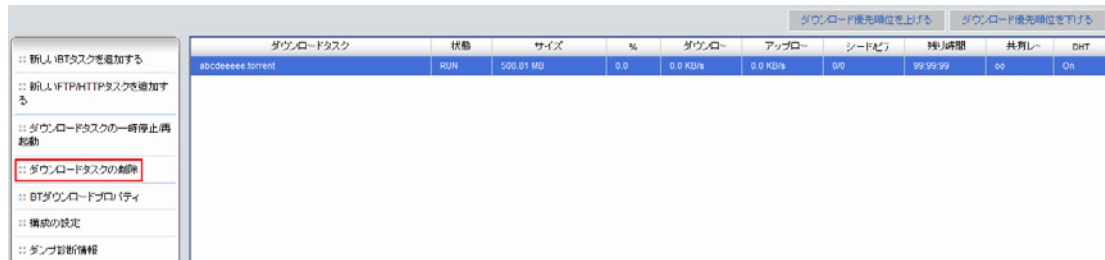 ダウンロード優先順位を上げる ダウンロード優先順位を下げる
ダウンロードタスク 状態 サイズ % ダウンロー アップロー シード/ピア 残り時間 共有レー DHT
abcdeeeee.torrent RUN 508.81 MB 0.0 0.0 KB/s 0.0 KB/s 0/0 99:99:99 oo On
:: 新しいBTタスクを追加する
:: 新しいFTP/HTTPタスクを追加す
る
:: ダウンロードタスクの一時停止/再
起動
:: ダウンロードタスクの削除
:: BTダウンロードプロパティ
:: 構成の設定
:: ダンプ診断情報